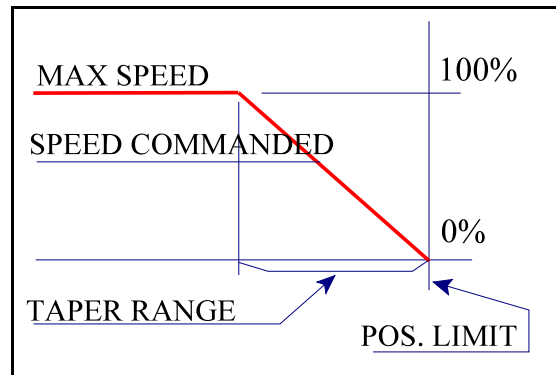 MAX SPEED
100%
SPEED COMMANDED
0%
TAPER RANGE
POS. LIMIT